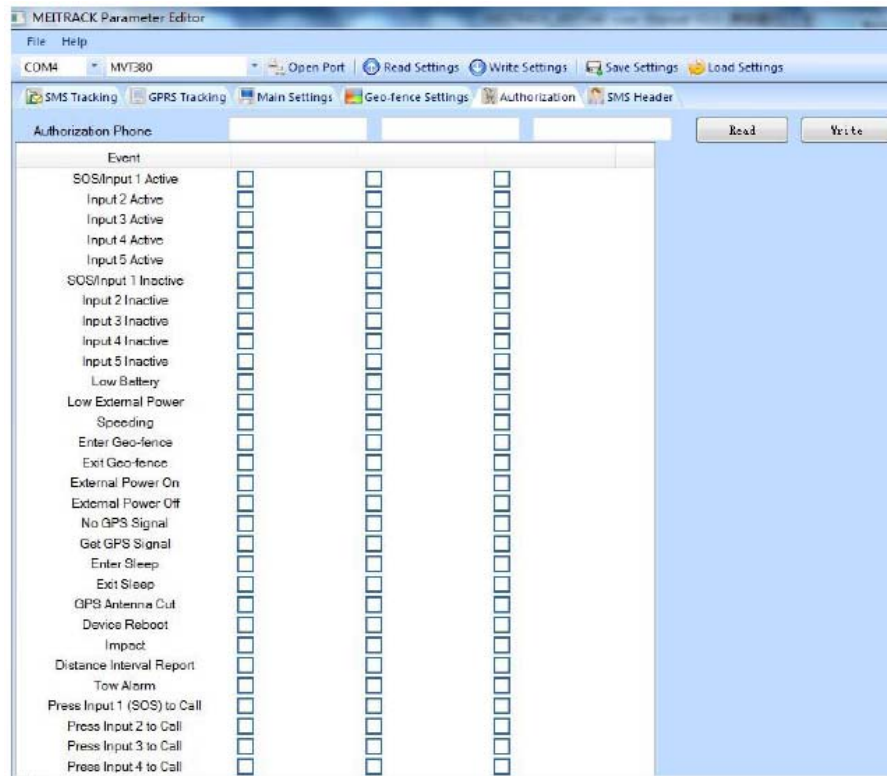 MEITRACK Parameter Editor
File Help
COM4 MVT380 Open Port Read Settings Write Settings Save Settings Load Settings
SMS Tracking GPRS Tracking Main Settings Geo-fence Settings Authorization SMS Header
Authorization Phone Read Write
Event
SOS/Input 1 Active
Input 2 Active
Input 3 Active
Input 4 Active
Input 5 Active
SOS/Input 1 Inactive
Input 2 Inactive
Input 3 Inactive
Input 4 Inactive
Input 5 Inactive
Low Battery
Low External Power
Speeding
Enter Geo-fence
Exit Geo-fence
External Power On
External Power Off
No GPS Signal
Get GPS Signal
Enter Sleep
Exit Sleep
GPS Antenna Cut
Device Reboot
Impact
Distance Interval Report
Tow Alarm
Press Input 1 (SOS) to Call
Press Input 2 to Call
Press Input 3 to Call
Press Input 4 to Call